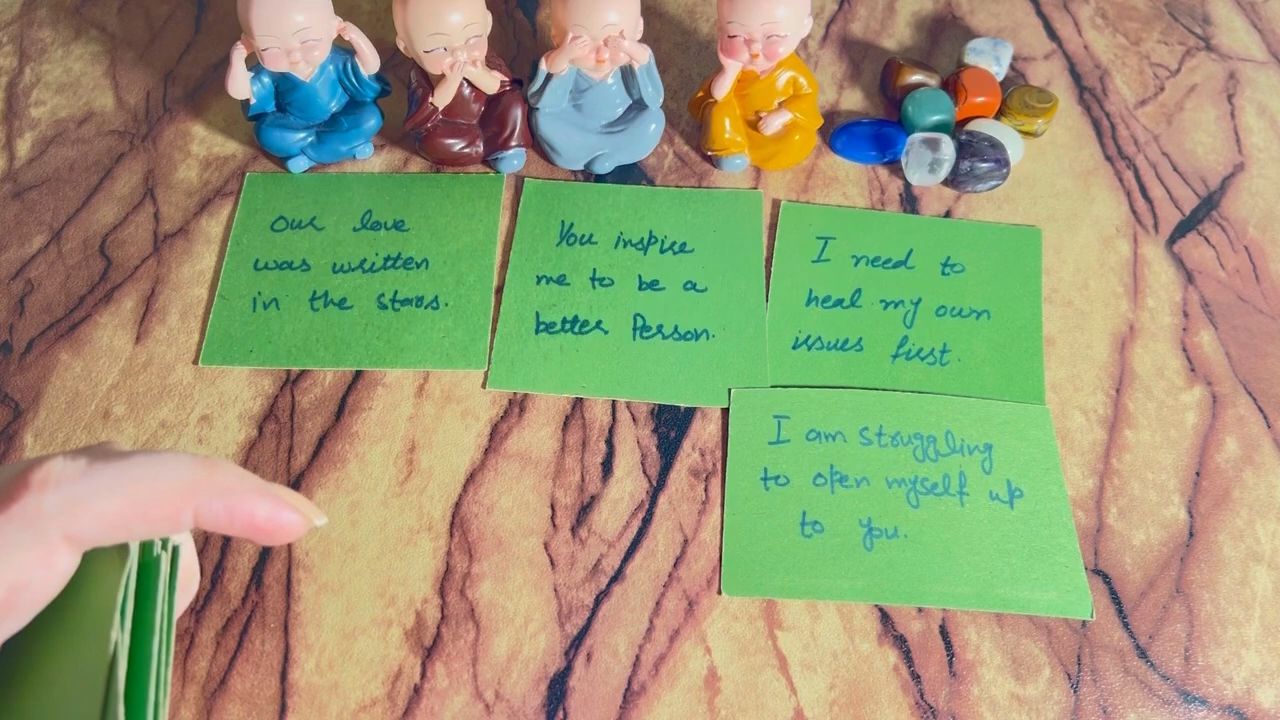 Our love
was written
in the stars.
You inspire
me to be a
better Person.
I need to
heal my own
issues first.
I am struggling
to open myself up
to you.